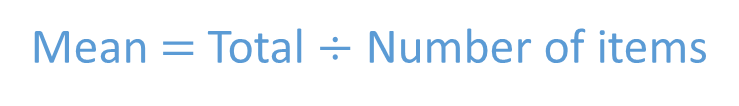 Mean = Total ÷ Number of items